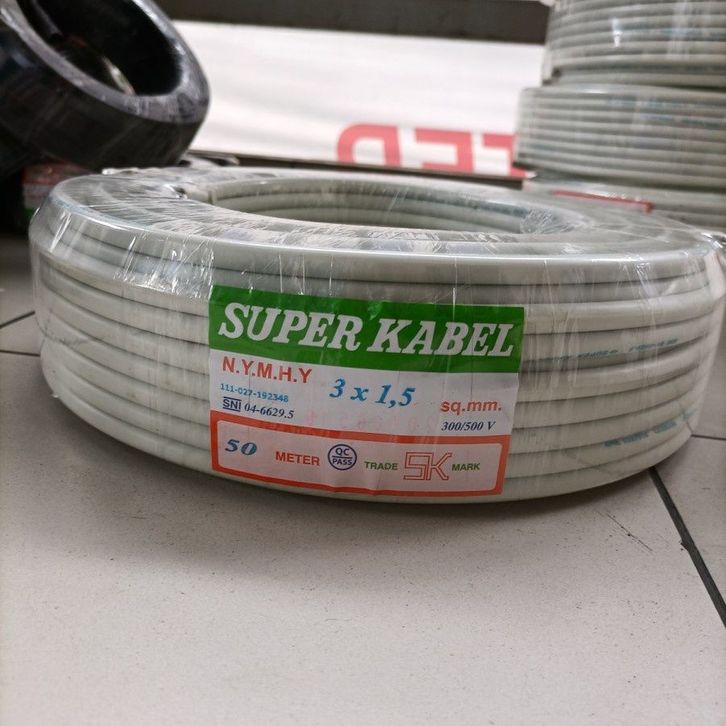 SUPER KABEL
N.Y.M.H.Y 3 x 1,5 sq.mm.
111-027-192348
SNI 04-6629.5 300/500 V
50 METER QC PASS TRADE SK MARK